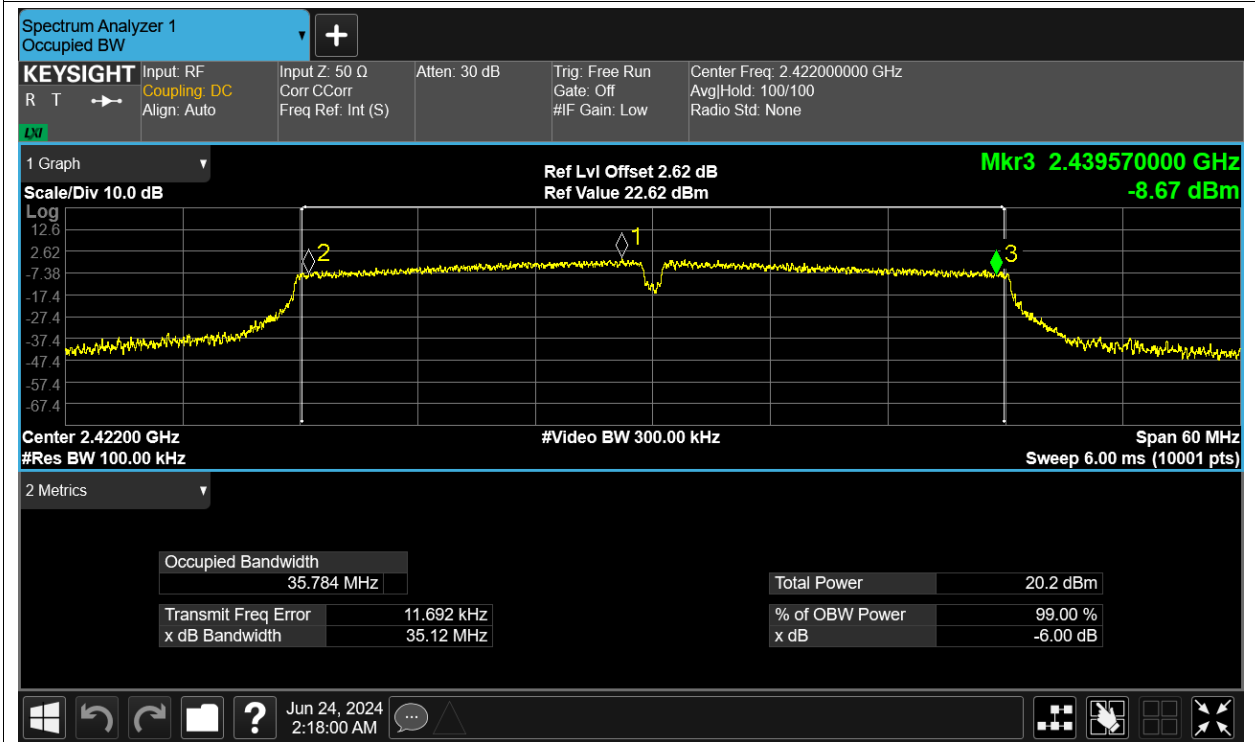 Spectrum Analyzer 1
Occupied BW
+
KEYSIGHT
R T
LXI
Input: RF
Coupling: DC
Align: Auto
Input Z: 50 Ω
Corr CCorr
Freq Ref: Int (S)
Atten: 30 dB
Trig: Free Run
Gate: Off
#IF Gain: Low
Center Freq: 2.422000000 GHz
Avg|Hold: 100/100
Radio Std: None
1 Graph
Scale/Div 10.0 dB
Ref Lvl Offset 2.62 dB
Ref Value 22.62 dBm
Mkr3 2.439570000 GHz
-8.67 dBm
Log
12.6
2.62
-7.38
-17.4
-27.4
-37.4
-47.4
-57.4
-67.4
2
1
3
Center 2.42200 GHz
#Res BW 100.00 kHz
#Video BW 300.00 kHz
Span 60 MHz
Sweep 6.00 ms (10001 pts)
2 Metrics
Occupied Bandwidth
35.784 MHz
Transmit Freq Error 11.692 kHz
x dB Bandwidth 35.12 MHz
Total Power 20.2 dBm
% of OBW Power 99.00 %
x dB -6.00 dB
?
Jun 24, 2024
2:18:00 AM